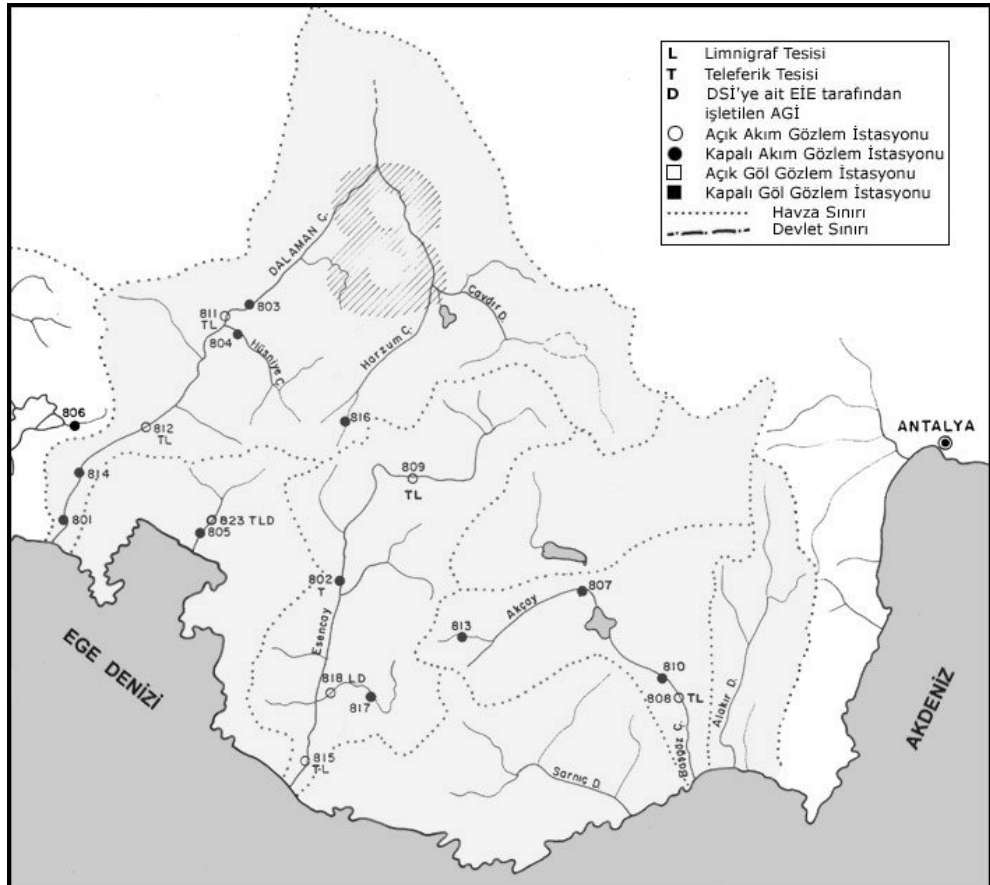 L Limnigraf Tesisi
T Teleferik Tesisi
D DSİ'ye ait EİE tarafından
işletilen AGİ
Açık Akım Gözlem İstasyonu
Kapalı Akım Gözlem İstasyonu
Açık Göl Gözlem İstasyonu
Kapalı Göl Gözlem İstasyonu
Havza Sınırı
Devlet Sınırı
DALAMAN Ç.
803
811
TL
804
Hüsniye Ç.
Çavdır D.
Harzum Ç.
806
812
TL
816
ANTALYA
814
809
TL
801
823 TLD
805
802
T
807
Akçay
813
Esençay
EGE DENİZİ
818 LD
817
810
808
TL
Alakır D.
AKDENİZ
Başgöz Ç.
815
TL
Sarnıç D.